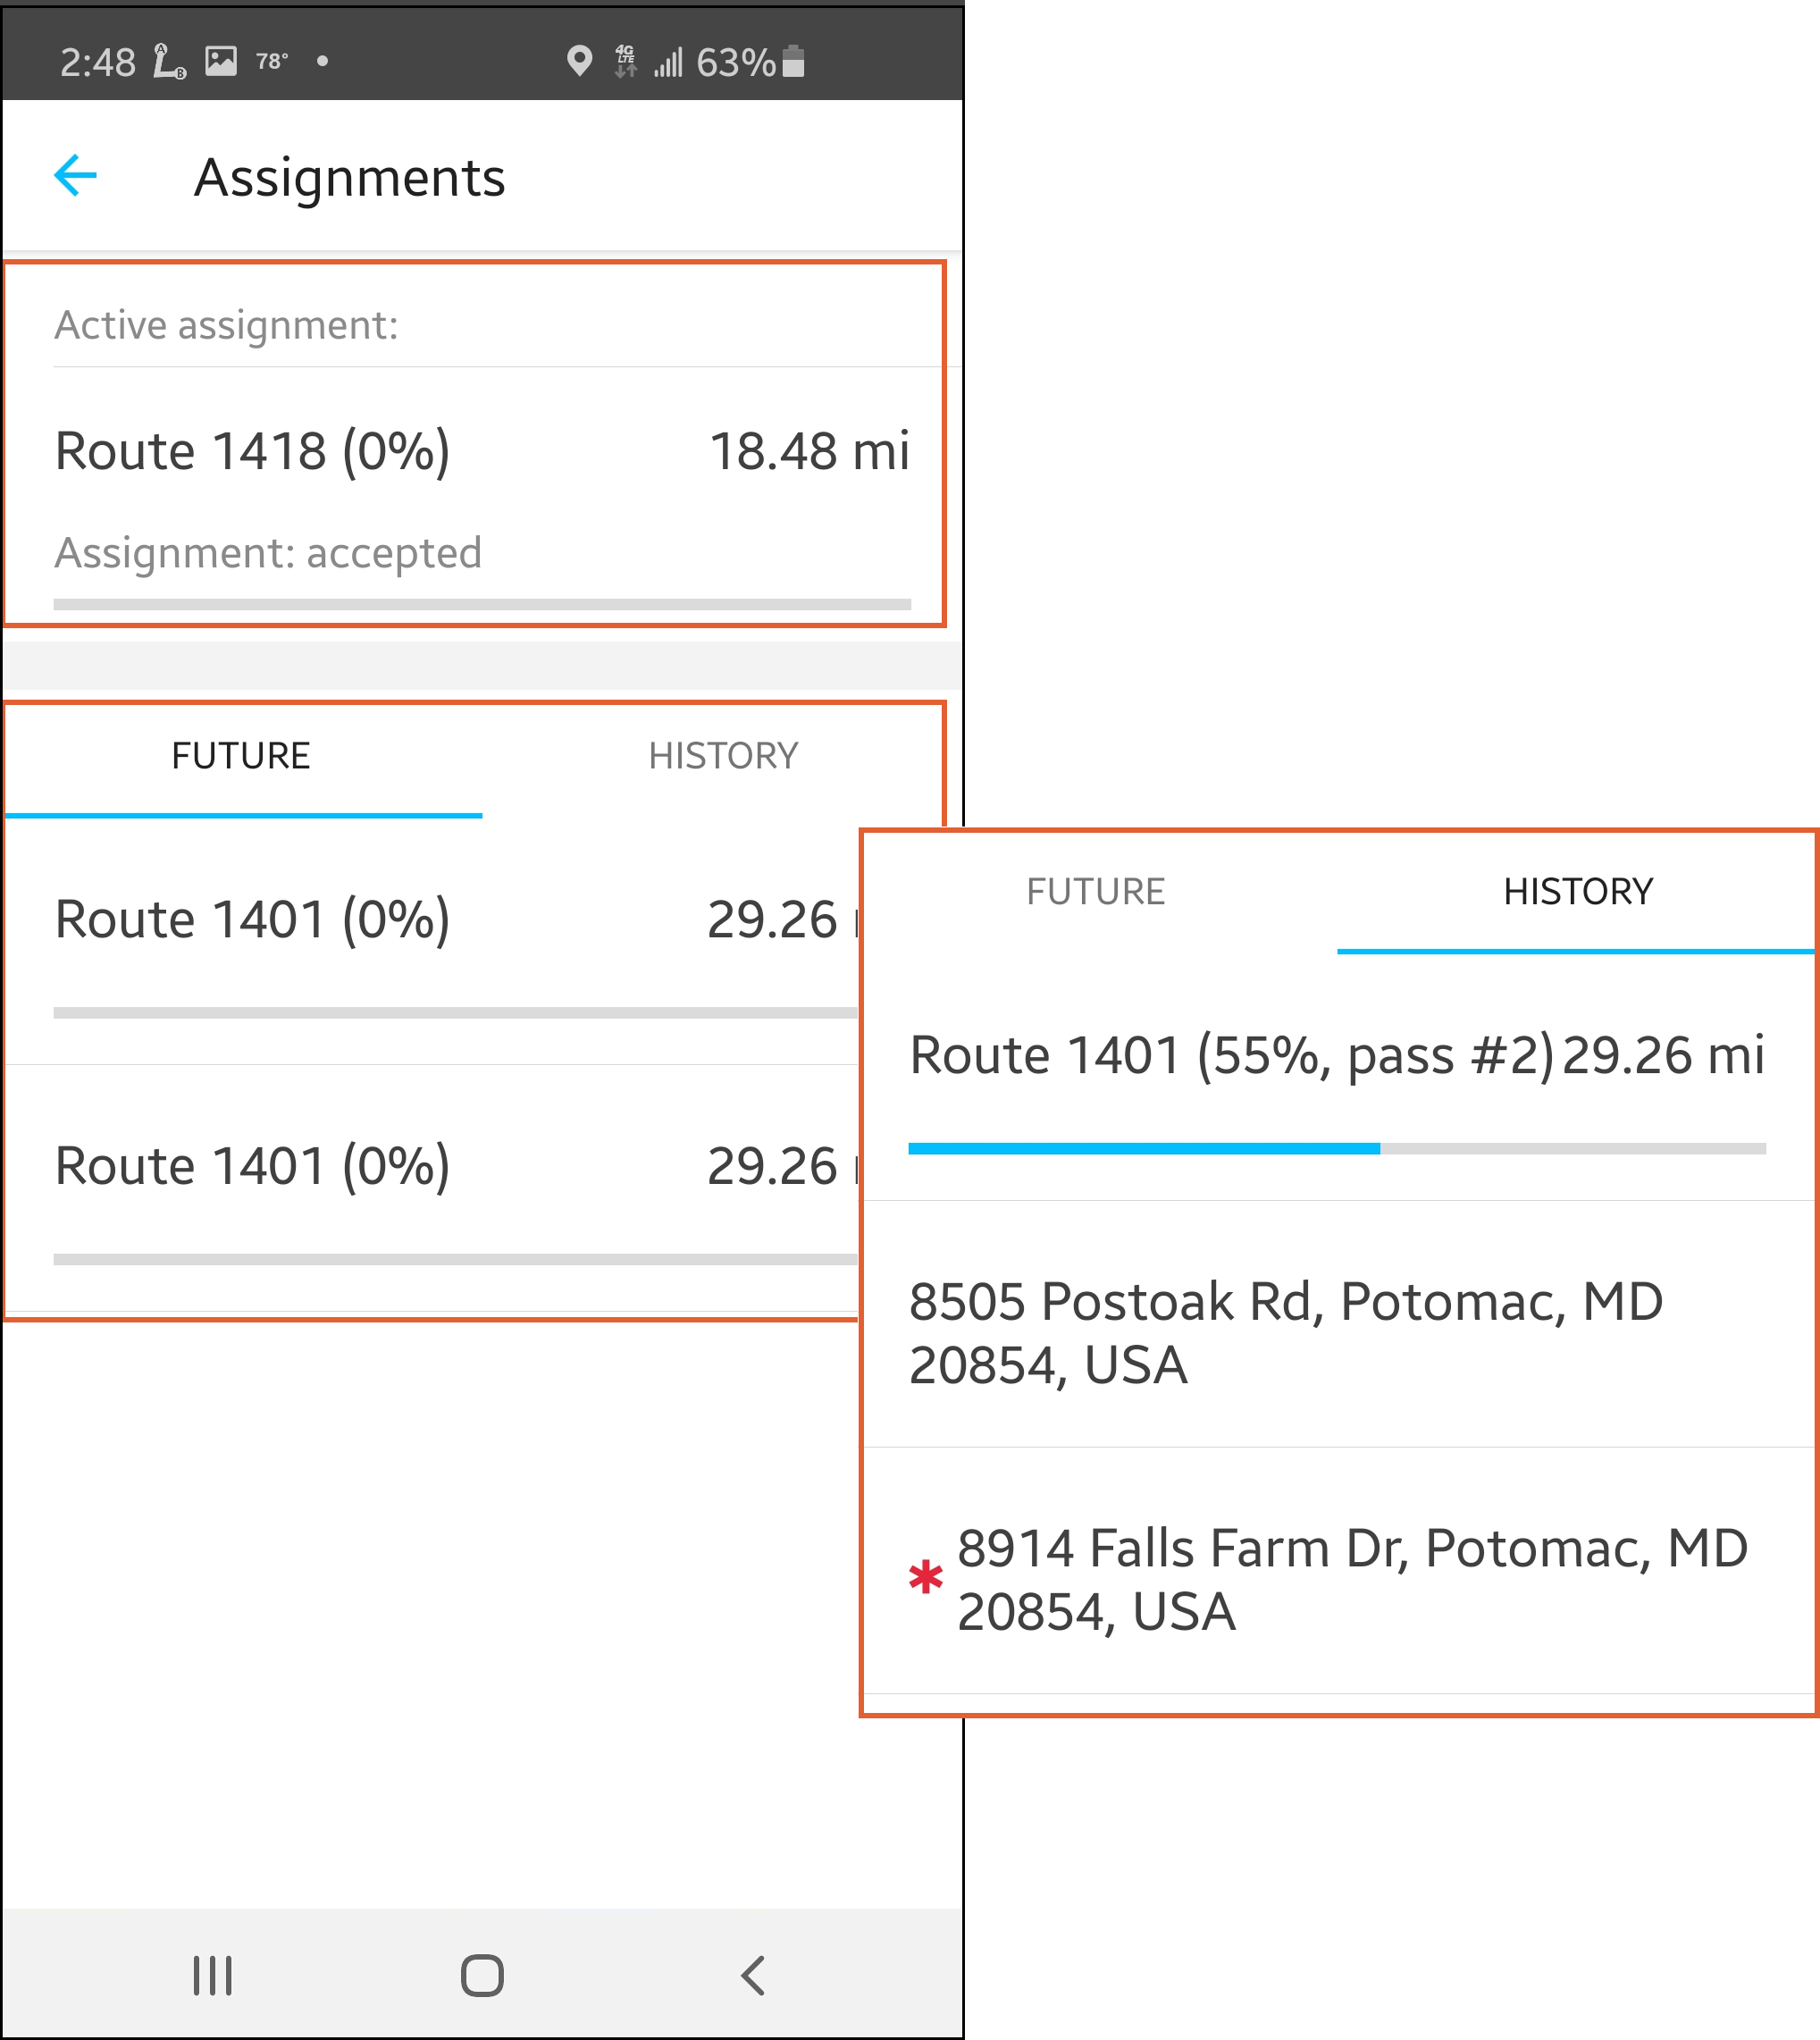 2:48 A B 78° 4G LTE 63%
Assignments
Active assignment:
Route 1418 (0%) 18.48 mi
Assignment: accepted
FUTURE HISTORY
Route 1401 (0%) 29.26
Route 1401 (0%) 29.26
FUTURE HISTORY
Route 1401 (55%, pass #2) 29.26 mi
8505 Postoak Rd, Potomac, MD
20854, USA
* 8914 Falls Farm Dr, Potomac, MD
20854, USA